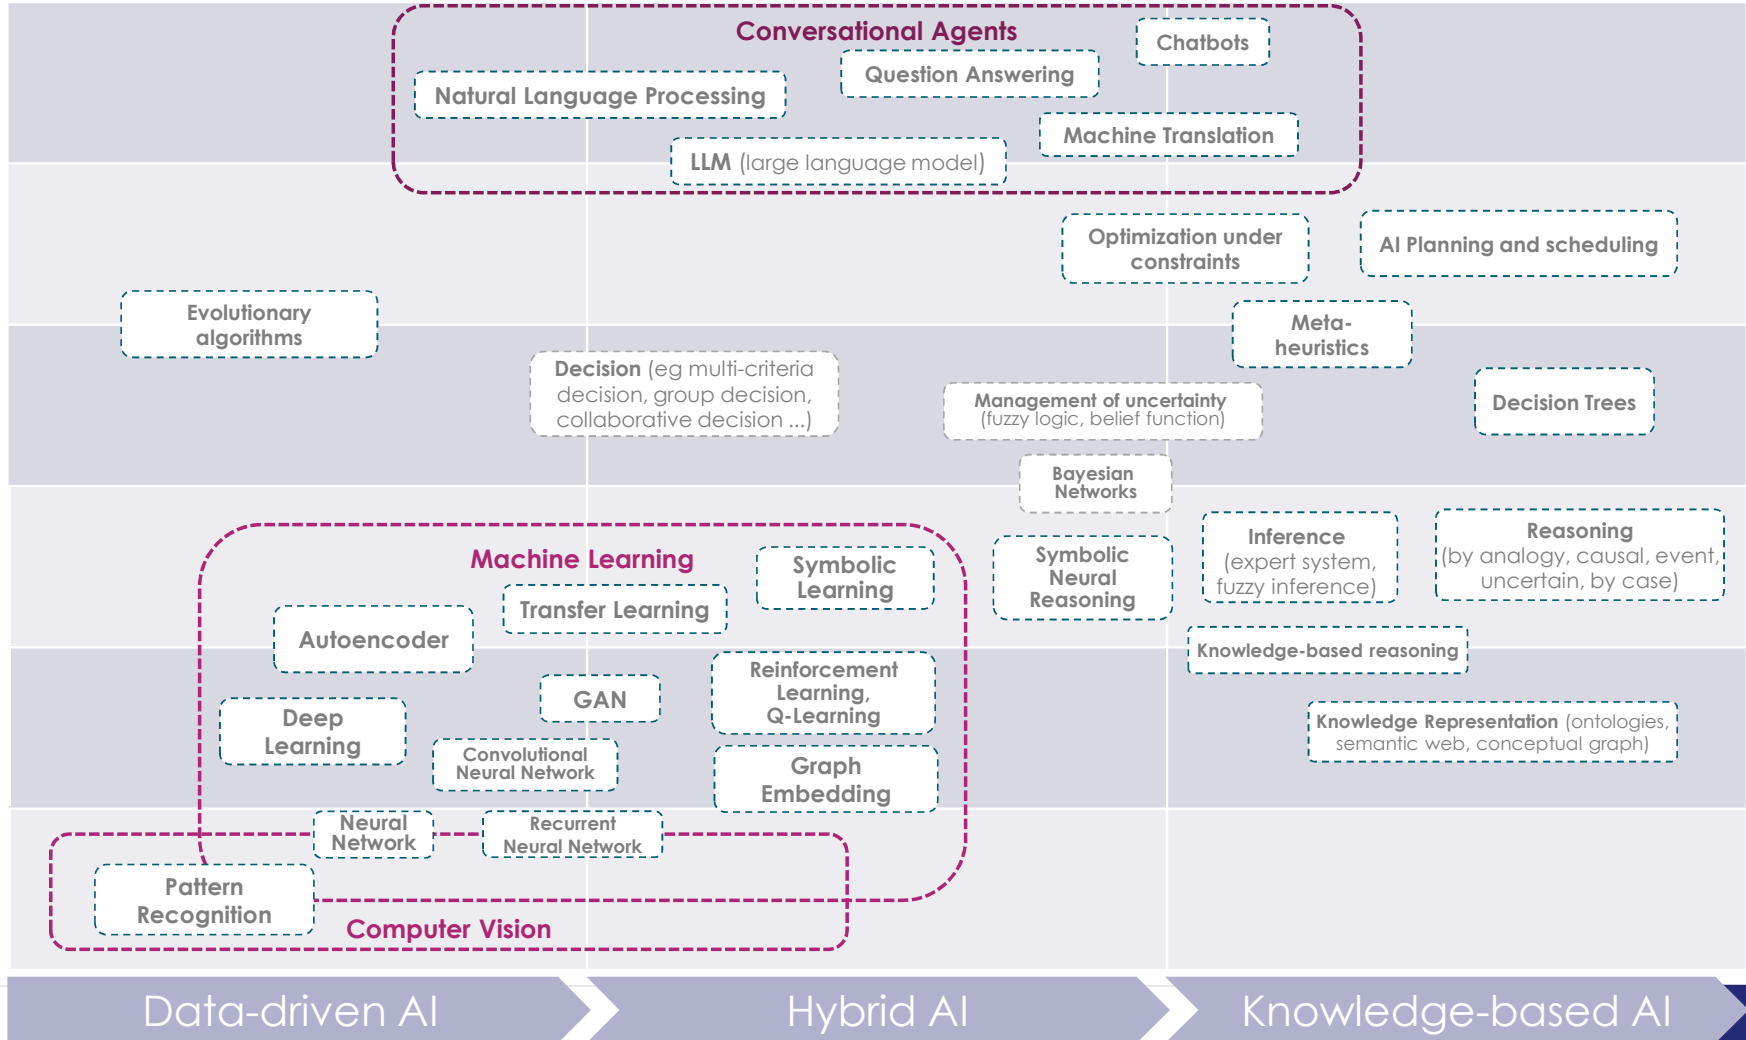 Conversational Agents
Chatbots
Question Answering
Natural Language Processing
Machine Translation
LLM (large language model)
Optimization under
constraints
AI Planning and scheduling
Evolutionary
algorithms
Meta-
heuristics
Decision (eg multi-criteria
decision, group decision,
collaborative decision ...)
Management of uncertainty
(fuzzy logic, belief function)
Decision Trees
Bayesian
Networks
Machine Learning
Symbolic
Learning
Symbolic
Neural
Reasoning
Inference
(expert system,
fuzzy inference)
Reasoning
(by analogy, causal, event,
uncertain, by case)
Transfer Learning
Autoencoder
Knowledge-based reasoning
Reinforcement
Learning,
Q-Learning
GAN
Deep
Learning
Knowledge Representation (ontologies,
semantic web, conceptual graph)
Convolutional
Neural Network
Graph
Embedding
Neural
Network
Recurrent
Neural Network
Pattern
Recognition
Computer Vision
Data-driven AI
Hybrid AI
Knowledge-based AI